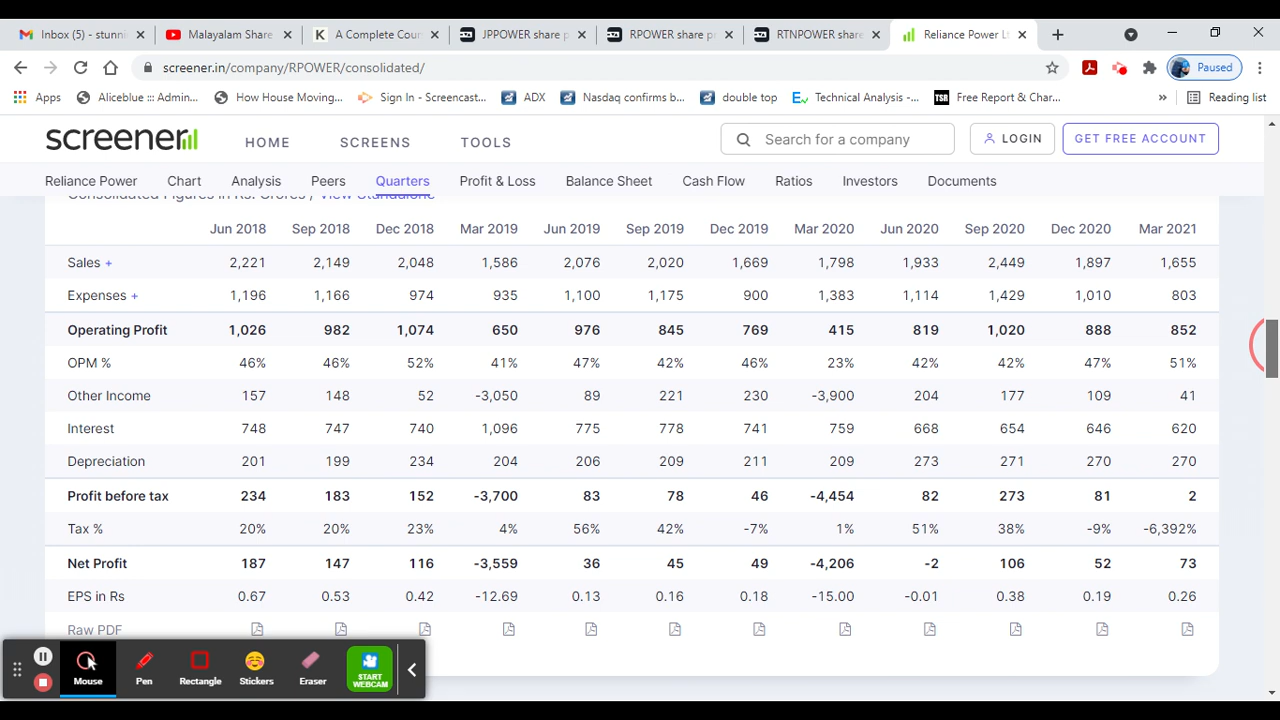 Inbox (5) - stunni
Malayalam Share
A Complete Cour
JPPOWER share p
RPOWER share pr
RTNPOWER share
Reliance Power Lt
screener.in/company/RPOWER/consolidated/
Paused
Apps
Aliceblue ::: Admin...
How House Moving...
Sign In - Screencast...
ADX
Nasdaq confirms b...
double top
Technical Analysis -...
TSR Free Report & Char...
»
Reading list
screener
HOME SCREENS TOOLS
Search for a company
LOGIN
GET FREE ACCOUNT
Reliance Power Chart Analysis Peers Quarters Profit & Loss Balance Sheet Cash Flow Ratios Investors Documents
Consolidated Figures in Rs. Crores / View Standalone
Jun 2018 Sep 2018 Dec 2018 Mar 2019 Jun 2019 Sep 2019 Dec 2019 Mar 2020 Jun 2020 Sep 2020 Dec 2020 Mar 2021
Sales + 2,221 2,149 2,048 1,586 2,076 2,020 1,669 1,798 1,933 2,449 1,897 1,655
Expenses + 1,196 1,166 974 935 1,100 1,175 900 1,383 1,114 1,429 1,010 803
Operating Profit 1,026 982 1,074 650 976 845 769 415 819 1,020 888 852
OPM % 46% 46% 52% 41% 47% 42% 46% 23% 42% 42% 47% 51%
Other Income 157 148 52 -3,050 89 221 230 -3,900 204 177 109 41
Interest 748 747 740 1,096 775 778 741 759 668 654 646 620
Depreciation 201 199 234 204 206 209 211 209 273 271 270 270
Profit before tax 234 183 152 -3,700 83 78 46 -4,454 82 273 81 2
Tax % 20% 20% 23% 4% 56% 42% -7% 1% 51% 38% -9% -6,392%
Net Profit 187 147 116 -3,559 36 45 49 -4,206 -2 106 52 73
EPS in Rs 0.67 0.53 0.42 -12.69 0.13 0.16 0.18 -15.00 -0.01 0.38 0.19 0.26
Raw PDF
Mouse
Pen
Rectangle
Stickers
Eraser
START
WEBCAM